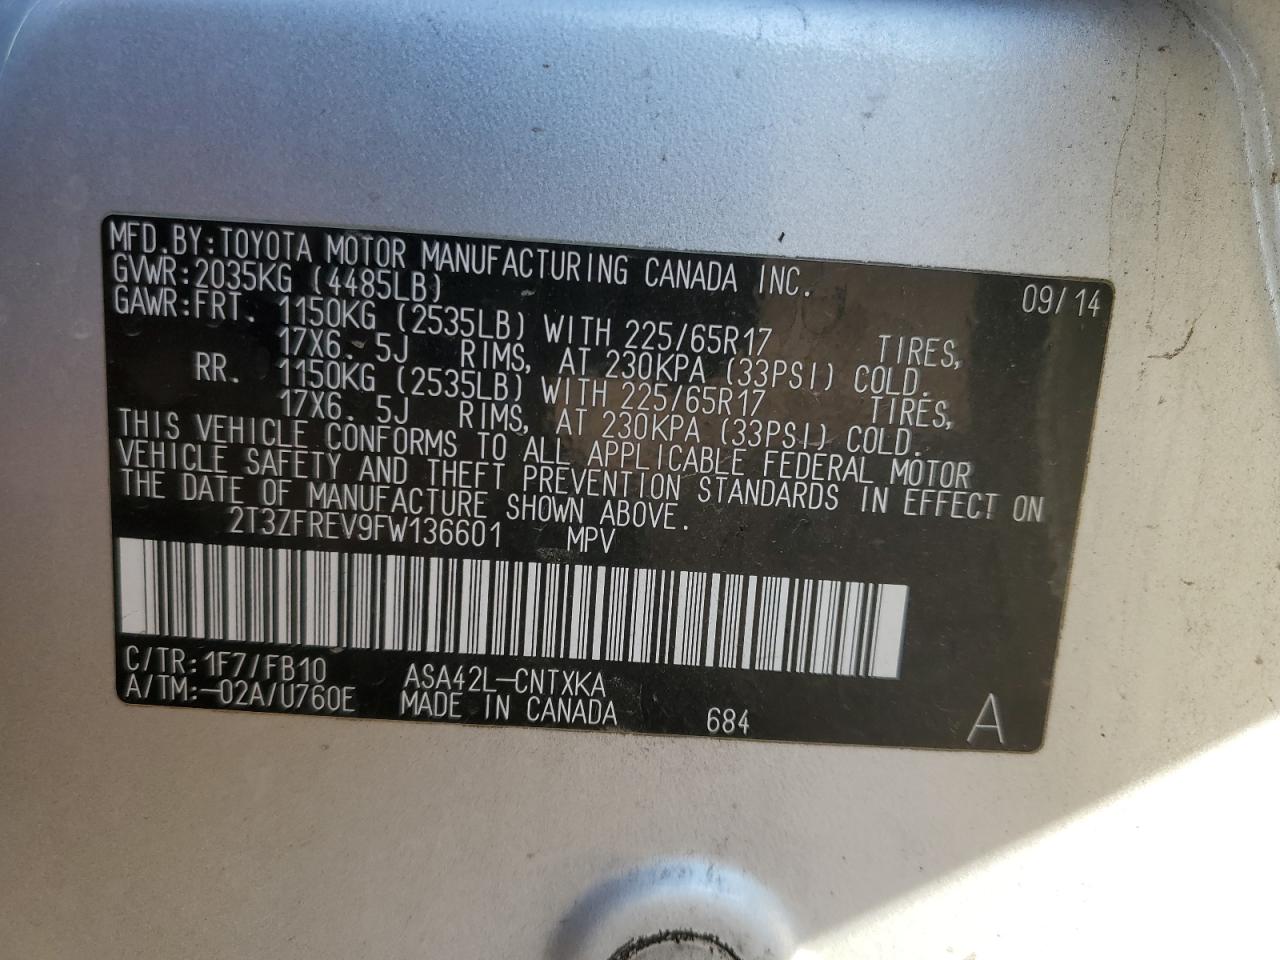 MFD.BY:TOYOTA MOTOR MANUFACTURING CANADA INC.
GVWR:2035KG (4485LB) 09/14
GAWR:FRT. 1150KG (2535LB) WITH 225/65R17 TIRES,
17X6.5J RIMS, AT 230KPA (33PSI) COLD.
RR. 1150KG (2535LB) WITH 225/65R17 TIRES,
17X6.5J RIMS, AT 230KPA (33PSI) COLD.
THIS VEHICLE CONFORMS TO ALL APPLICABLE FEDERAL MOTOR
VEHICLE SAFETY AND THEFT PREVENTION STANDARDS IN EFFECT ON
THE DATE OF MANUFACTURE SHOWN ABOVE.
2T3ZFREV9FW136601 MPV
C/TR:1F7/FB10 ASA42L-CNTXKA
A/TM:-02A/U760E MADE IN CANADA 684 A